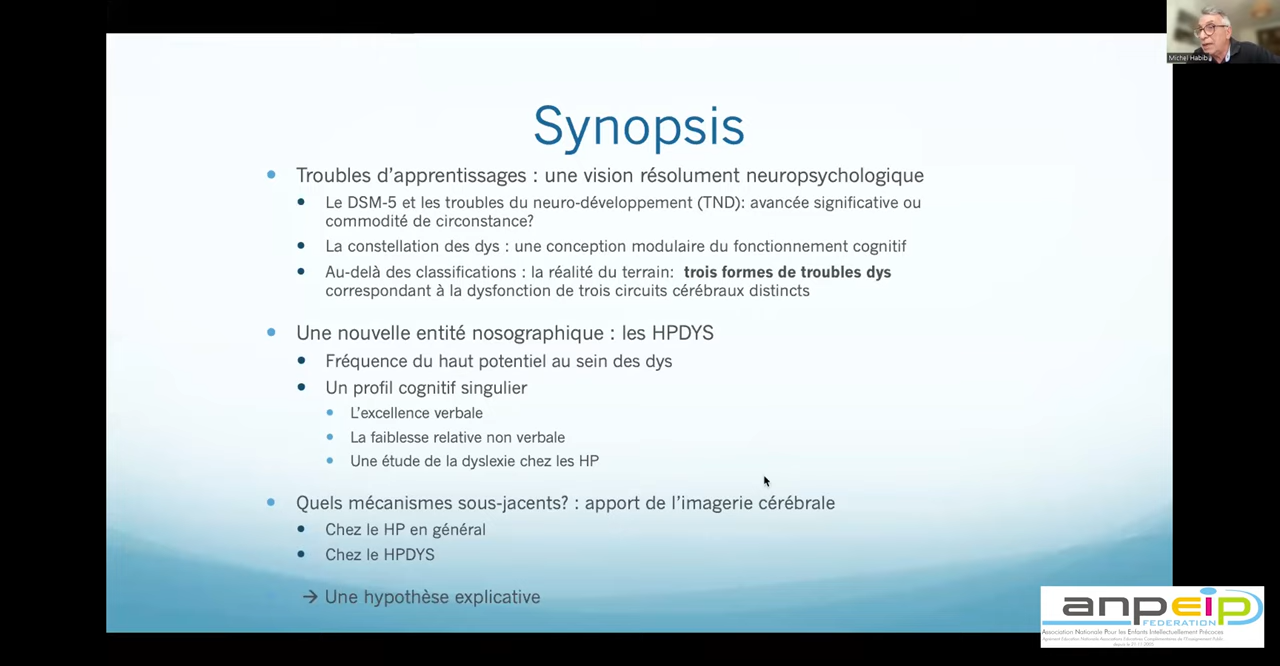 Michel Habib
Synopsis
Troubles d'apprentissages : une vision résolument neuropsychologique
Le DSM-5 et les troubles du neuro-développement (TND): avancée significative ou
commodité de circonstance?
La constellation des dys : une conception modulaire du fonctionnement cognitif
Au-delà des classifications : la réalité du terrain: trois formes de troubles dys
correspondant à la dysfonction de trois circuits cérébraux distincts
Une nouvelle entité nosographique : les HPDYS
Fréquence du haut potentiel au sein des dys
Un profil cognitif singulier
L'excellence verbale
La faiblesse relative non verbale
Une étude de la dyslexie chez les HP
Quels mécanismes sous-jacents? : apport de l'imagerie cérébrale
Chez le HP en général
Chez le HPDYS
→ Une hypothèse explicative
anpeip
FEDERATION
Association Nationale Pour les Enfants Intellectuellement Précoces